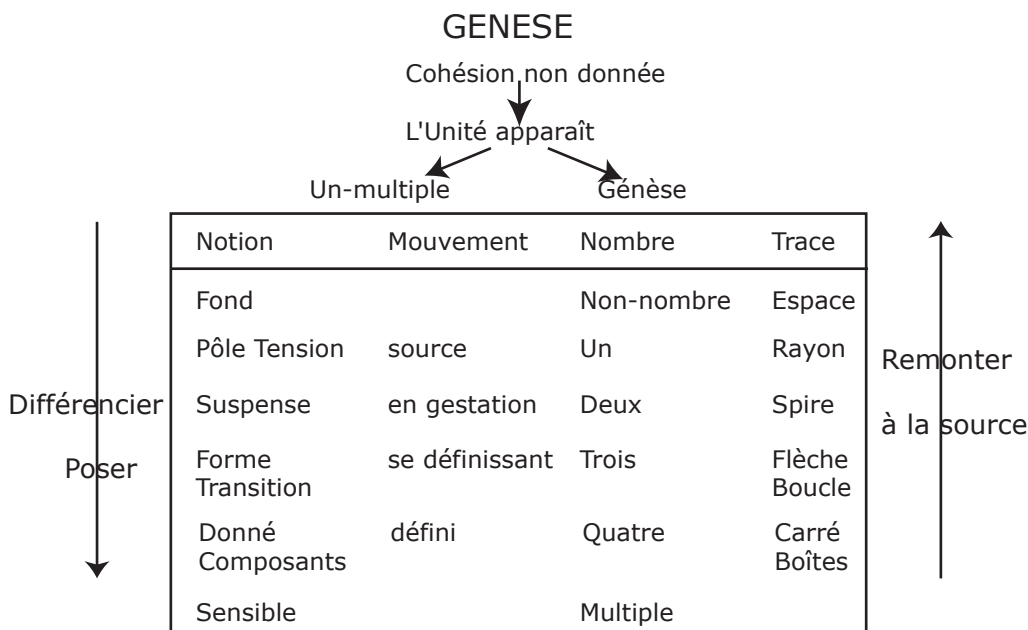 GENESE
Cohésion non donnée
L'Unité apparaît
Un-multiple Génèse
Notion Mouvement Nombre Trace
Fond Non-nombre Espace
Pôle Tension source Un Rayon
Remonter
Différencier Suspense en gestation Deux Spire
à la source
Poser Forme se définissant Trois Flèche
Transition Boucle
Donné défini Quatre Carré
Composants Boîtes
Sensible Multiple